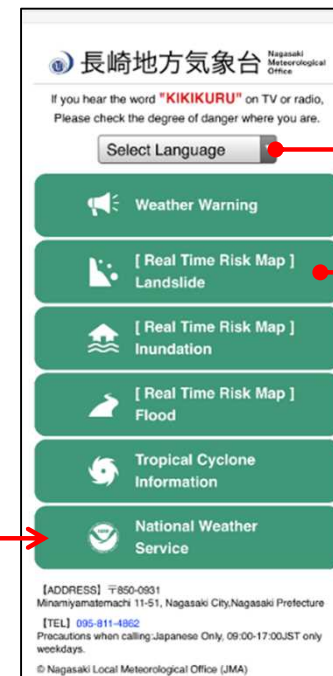 長崎地方気象台 Nagasaki Meteorological Office
If you hear the word "KIKIKURU" on TV or radio,
Please check the degree of danger where you are.
Select Language
Weather Warning
[ Real Time Risk Map ]
Landslide
[ Real Time Risk Map ]
Inundation
[ Real Time Risk Map ]
Flood
Tropical Cyclone
Information
National Weather
Service
【ADDRESS】 〒850-0931
Minamiyamatemachi 11-51, Nagasaki City,Nagasaki Prefecture
【TEL】 095-811-4862
Precautions when calling:Japanese Only, 09:00-17:00JST only
weekdays.
© Nagasaki Local Meteorological Office (JMA)